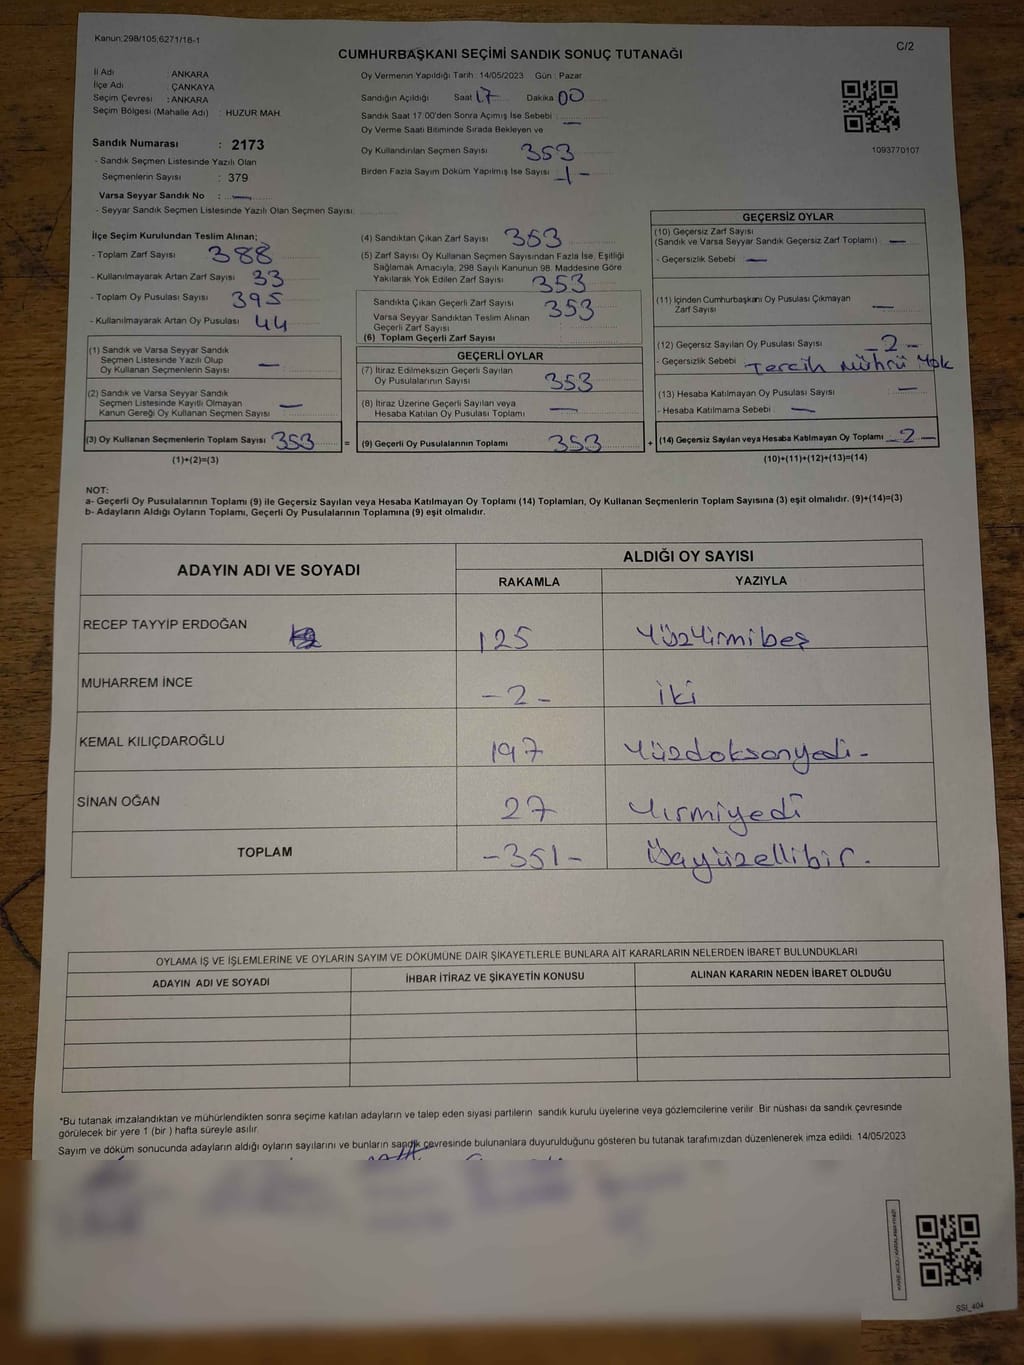 Kanun;298/105;6271/16-1
C/2
CUMHURBAŞKANI SEÇİMİ SANDIK SONUÇ TUTANAĞI
İl Adı : ANKARA
İlçe Adı : ÇANKAYA
Seçim Çevresi : ANKARA
Seçim Bölgesi (Mahalle Adı) : HUZUR MAH.
Sandık Numarası : 2173
- Sandık Seçmen Listesinde Yazılı Olan
Seçmenlerin Sayısı : 379
Varsa Seyyar Sandık No : —
- Seyyar Sandık Seçmen Listesinde Yazılı Olan Seçmen Sayısı:
Oy Vermenin Yapıldığı Tarih : 14/05/2023 Gün : Pazar
Sandığın Açıldığı Saat 17 Dakika 00
Sandık Saat 17.00'den Sonra Açımış İse Sebebi : —
Oy Verme Saati Bitiminde Sırada Bekleyen ve
Oy Kullandırılan Seçmen Sayısı 353
Birden Fazla Sayım Döküm Yapılmış İse Sayısı -1-
1093770107
İlçe Seçim Kurulundan Teslim Alınan;
- Toplam Zarf Sayısı 388
- Kullanılmayarak Artan Zarf Sayısı 33
- Toplam Oy Pusulası Sayısı 395
- Kullanılmayarak Artan Oy Pusulası 44
(1) Sandık ve Varsa Seyyar Sandık
Seçmen Listesinde Yazılı Olup
Oy Kullanan Seçmenlerin Sayısı —
(2) Sandık ve Varsa Seyyar Sandık
Seçmen Listesinde Kayıtlı Olmayan
Kanun Gereği Oy Kullanan Seçmen Sayısı —
(3) Oy Kullanan Seçmenlerin Toplam Sayısı 353 =
(1)+(2)=(3)
(4) Sandıktan Çıkan Zarf Sayısı 353
(5) Zarf Sayısı Oy Kullanan Seçmen Sayısından Fazla İse, Eşitliği
Sağlamak Amacıyla, 298 Sayılı Kanunun 98. Maddesine Göre
Yakılarak Yok Edilen Zarf Sayısı 353
Sandıkta Çıkan Geçerli Zarf Sayısı 353
Varsa Seyyar Sandıktan Teslim Alınan
Geçerli Zarf Sayısı
(6) Toplam Geçerli Zarf Sayısı
GEÇERLİ OYLAR
(7) İtiraz Edilmeksizin Geçerli Sayılan
Oy Pusulalarının Sayısı 353
(8) İtiraz Üzerine Geçerli Sayılan veya
Hesaba Katılan Oy Pusulası Toplamı —
(9) Geçerli Oy Pusulalarının Toplamı 353 +
GEÇERSİZ OYLAR
(10) Geçersiz Zarf Sayısı
(Sandık ve Varsa Seyyar Sandık Geçersiz Zarf Toplamı) —
- Geçersizlik Sebebi —
(11) İçinden Cumhurbaşkanı Oy Pusulası Çıkmayan
Zarf Sayısı —
(12) Geçersiz Sayılan Oy Pusulası Sayısı -2-
- Geçersizlik Sebebi Tercih Mührü Yok
(13) Hesaba Katılmayan Oy Pusulası Sayısı —
- Hesaba Katılmama Sebebi —
(14) Geçersiz Sayılan veya Hesaba Katılmayan Oy Toplamı -2-
(10)+(11)+(12)+(13)=(14)
NOT:
a- Geçerli Oy Pusulalarının Toplamı (9) ile Geçersiz Sayılan veya Hesaba Katılmayan Oy Toplamı (14) Toplamları, Oy Kullanan Seçmenlerin Toplam Sayısına (3) eşit olmalıdır. (9)+(14)=(3)
b- Adayların Aldığı Oyların Toplamı, Geçerli Oy Pusulalarının Toplamına (9) eşit olmalıdır.
ADAYIN ADI VE SOYADI ALDIĞI OY SAYISI
RAKAMLA YAZIYLA
RECEP TAYYİP ERDOĞAN 125 Yüzyirmibeş
MUHARREM İNCE -2- iki
KEMAL KILIÇDAROĞLU 197 Yüzdoksanyedi-
SİNAN OĞAN 27 Yırmiyedi
TOPLAM -351- üçyüzellibir.
OYLAMA İŞ VE İŞLEMLERİNE VE OYLARIN SAYIM VE DÖKÜMÜNE DAİR ŞİKAYETLERLE BUNLARA AİT KARARLARIN NELERDEN İBARET BULUNDUKLARI
ADAYIN ADI VE SOYADI İHBAR İTİRAZ VE ŞİKAYETİN KONUSU ALINAN KARARIN NEDEN İBARET OLDUĞU
*Bu tutanak imzalandıktan ve mühürlendikten sonra seçime katılan adayların ve talep eden siyasi partilerin sandık kurulu üyelerine veya gözlemcilerine verilir. Bir nüshası da sandık çevresinde
görülecek bir yere 1 (bir ) hafta süreyle asılır.
Sayım ve döküm sonucunda adayların aldığı oyların sayılarını ve bunların sandık çevresinde bulunanlara duyurulduğunu gösteren bu tutanak tarafımızdan düzenlenerek imza edildi. 14/05/2023
SSI_404